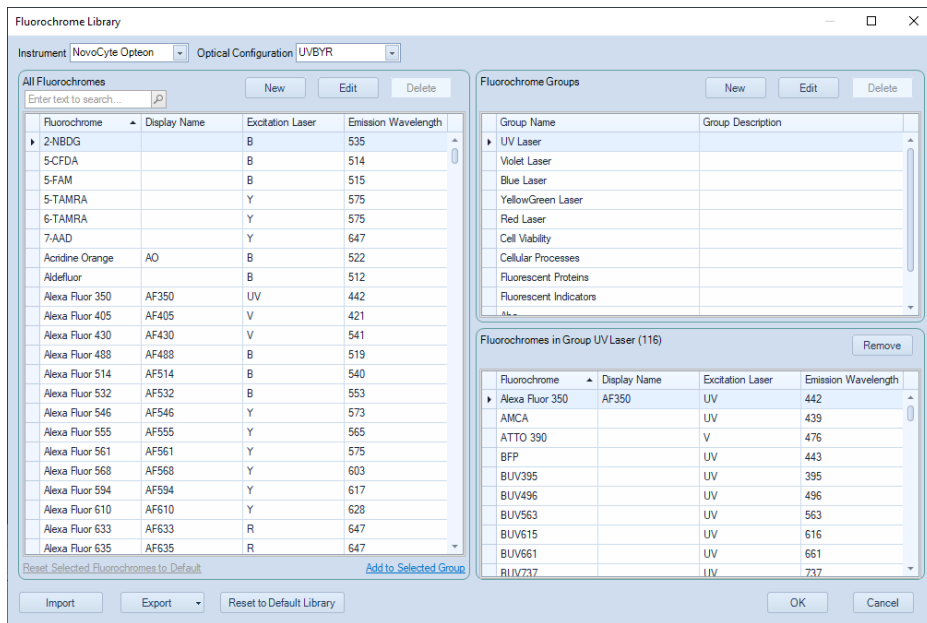 Fluorochrome Library
Instrument NovoCyte Opteon Optical Configuration UVBYR
All Fluorochromes
New Edit Delete
Enter text to search...
Fluorochrome Display Name Excitation Laser Emission Wavelength
2-NBDG B 535
5-CFDA B 514
5-FAM B 515
5-TAMRA Y 575
6-TAMRA Y 575
7-AAD Y 647
Acridine Orange AO B 522
Aldefluor B 512
Alexa Fluor 350 AF350 UV 442
Alexa Fluor 405 AF405 V 421
Alexa Fluor 430 AF430 V 541
Alexa Fluor 488 AF488 B 519
Alexa Fluor 514 AF514 B 540
Alexa Fluor 532 AF532 B 553
Alexa Fluor 546 AF546 Y 573
Alexa Fluor 555 AF555 Y 565
Alexa Fluor 561 AF561 Y 575
Alexa Fluor 568 AF568 Y 603
Alexa Fluor 594 AF594 Y 617
Alexa Fluor 610 AF610 Y 628
Alexa Fluor 633 AF633 R 647
Alexa Fluor 635 AF635 R 647
Reset Selected Fluorochromes to Default Add to Selected Group
Fluorochrome Groups
New Edit Delete
Group Name Group Description
UV Laser
Violet Laser
Blue Laser
YellowGreen Laser
Red Laser
Cell Viability
Cellular Processes
Fluorescent Proteins
Fluorescent Indicators
Fluorochromes in Group UV Laser (116)
Remove
Fluorochrome Display Name Excitation Laser Emission Wavelength
Alexa Fluor 350 AF350 UV 442
AMCA UV 439
ATTO 390 V 476
BFP UV 443
BUV395 UV 395
BUV496 UV 496
BUV563 UV 563
BUV615 UV 616
BUV661 UV 661
BUV737 UV 737
Import Export Reset to Default Library OK Cancel